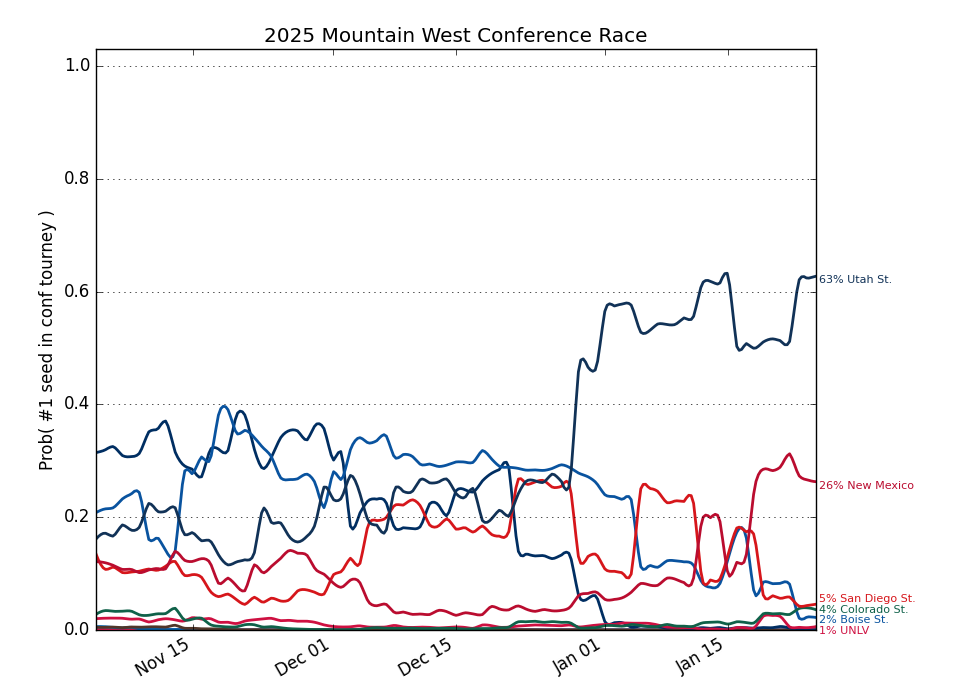 2025 Mountain West Conference Race
Prob( #1 seed in conf tourney )
1.0
0.8
0.6
0.4
0.2
0.0
Nov 15
Dec 01
Dec 15
Jan 01
Jan 15
63% Utah St.
26% New Mexico
5% San Diego St.
4% Colorado St.
2% Boise St.
1% UNLV